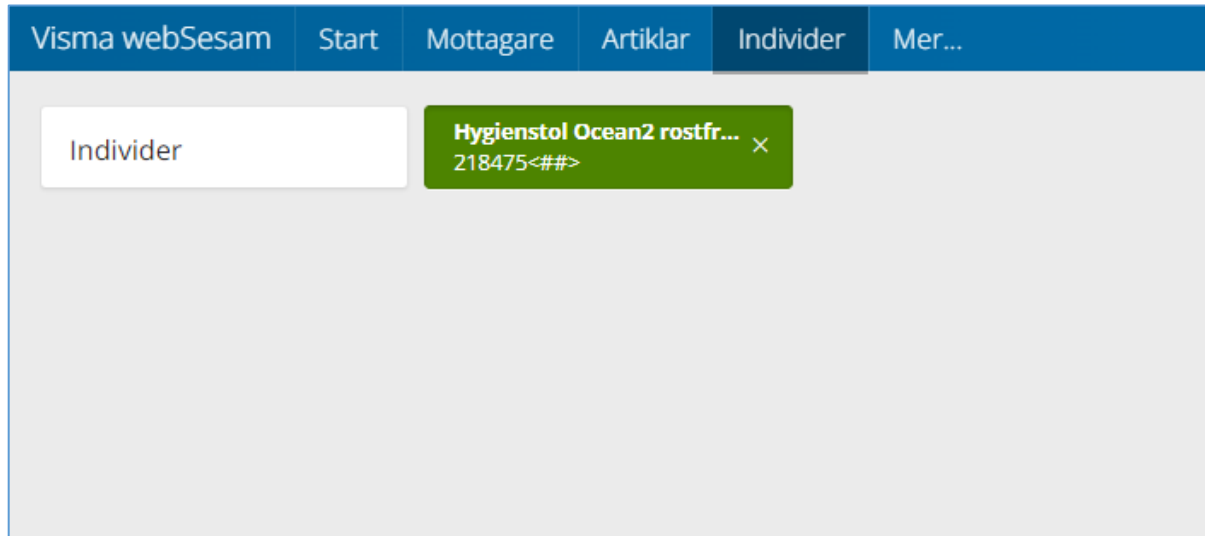 Visma webSesam Start Mottagare Artiklar Individer Mer...
Individer
Hygienstol Ocean2 rostfr... ×
218475<##>